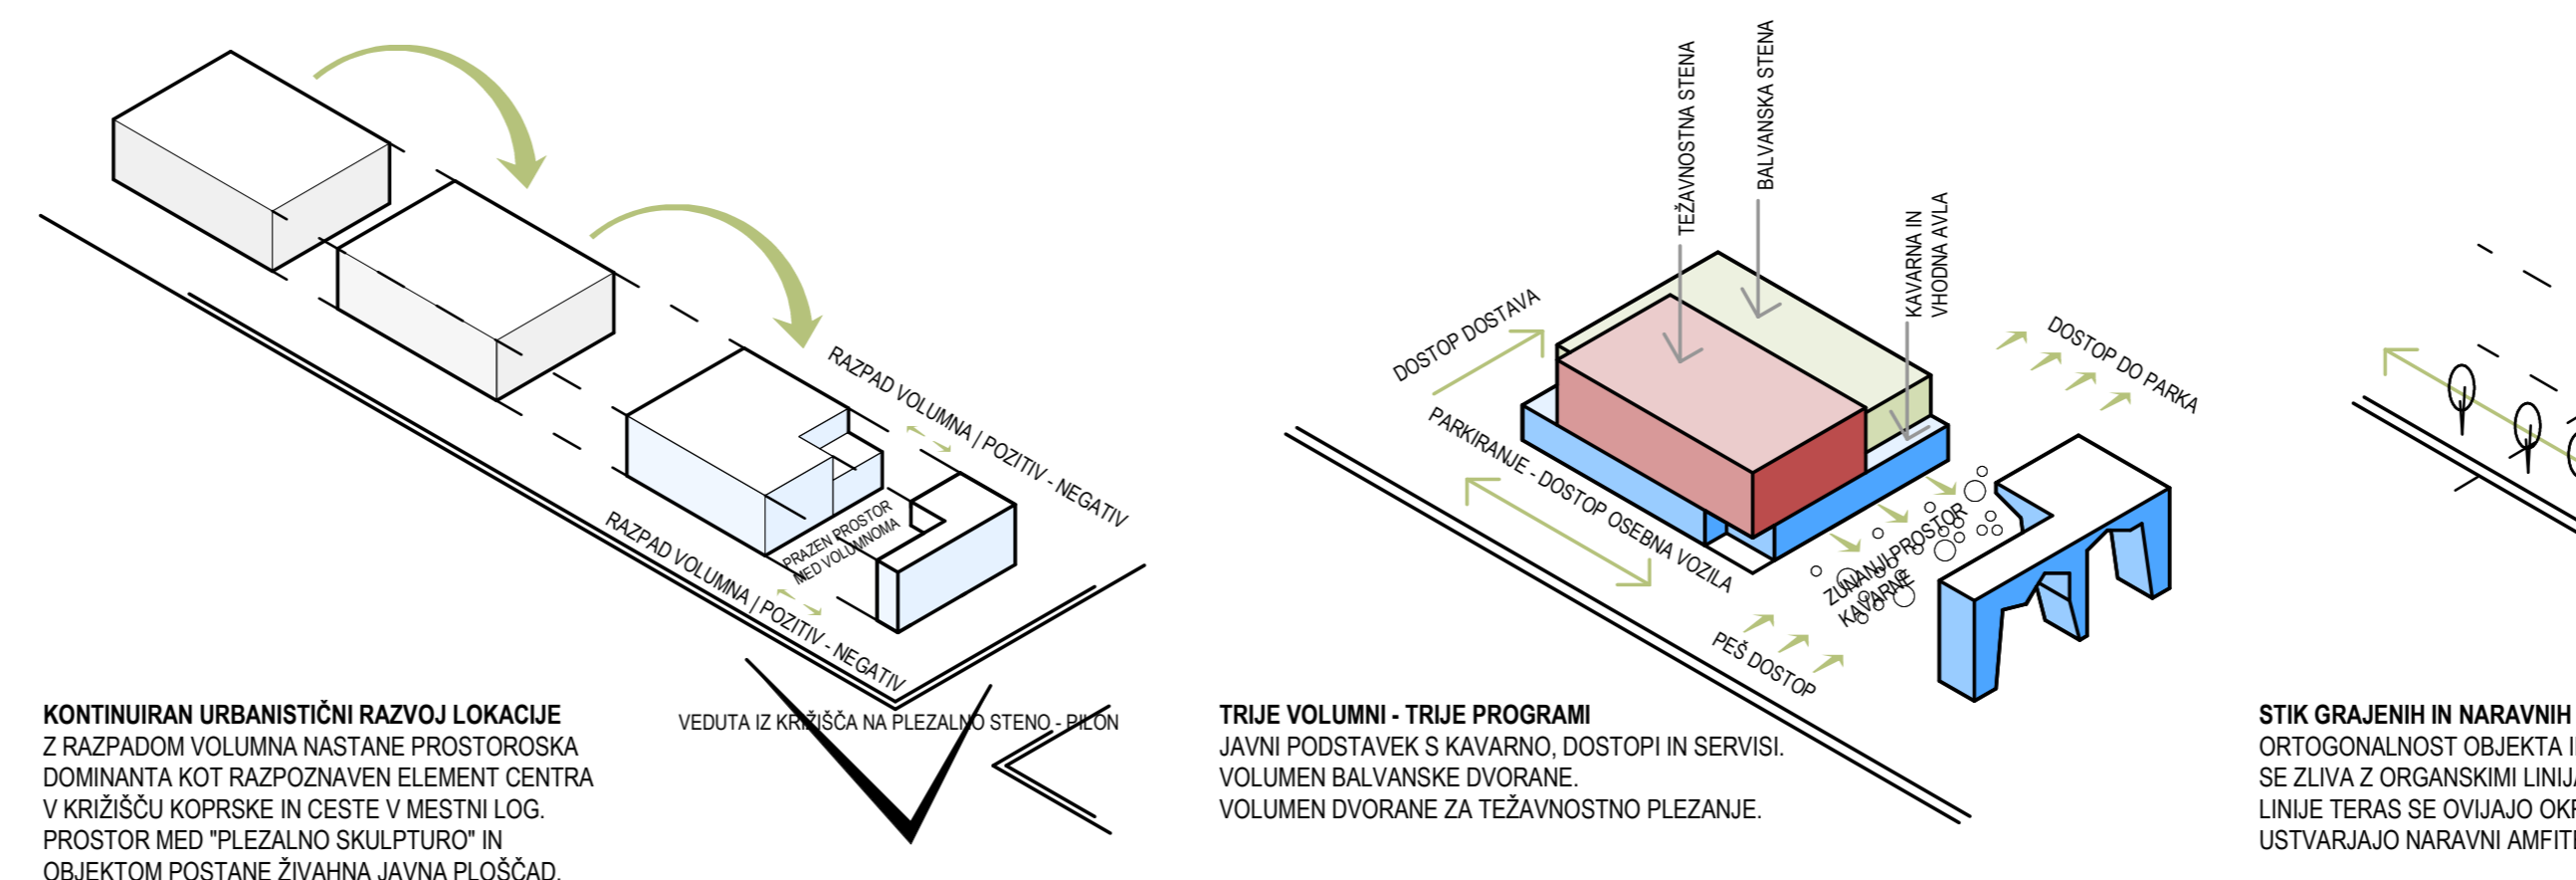 RAZPAD VOLUMNA | POZITIV - NEGATIV
PRAZEN PROSTOR
MED VOLUMNOMA
RAZPAD VOLUMNA | POZITIV - NEGATIV
VEDUTA IZ KRIŽIŠČA NA PLEZALNO STENO - PILON
KONTINUIRAN URBANISTIČNI RAZVOJ LOKACIJE
Z RAZPADOM VOLUMNA NASTANE PROSTOROSKA
DOMINANTA KOT RAZPOZNAVEN ELEMENT CENTRA
V KRIŽIŠČU KOPRSKE IN CESTE V MESTNI LOG.
PROSTOR MED "PLEZALNO SKULPTURO" IN
OBJEKTOM POSTANE ŽIVAHNA JAVNA PLOŠČAD.
TEŽAVNOSTNA STENA
BALVANSKA STENA
KAVARNA IN
VHODNA AVLA
DOSTOP DOSTAVA
DOSTOP DO PARKA
PARKIRANJE - DOSTOP OSEBNA VOZILA
ZUNANJI PROSTOR
KAVARNE
PEŠ DOSTOP
TRIJE VOLUMNI - TRIJE PROGRAMI
JAVNI PODSTAVEK S KAVARNO, DOSTOPI IN SERVISI.
VOLUMEN BALVANSKE DVORANE.
VOLUMEN DVORANE ZA TEŽAVNOSTNO PLEZANJE.
STIK GRAJENIH IN NARAVNIH
ORTOGONALNOST OBJEKTA
SE ZLIVA Z ORGANSKIMI
LINIJE TERAS SE OVIJAJO
USTVARJAJO NARAVNI